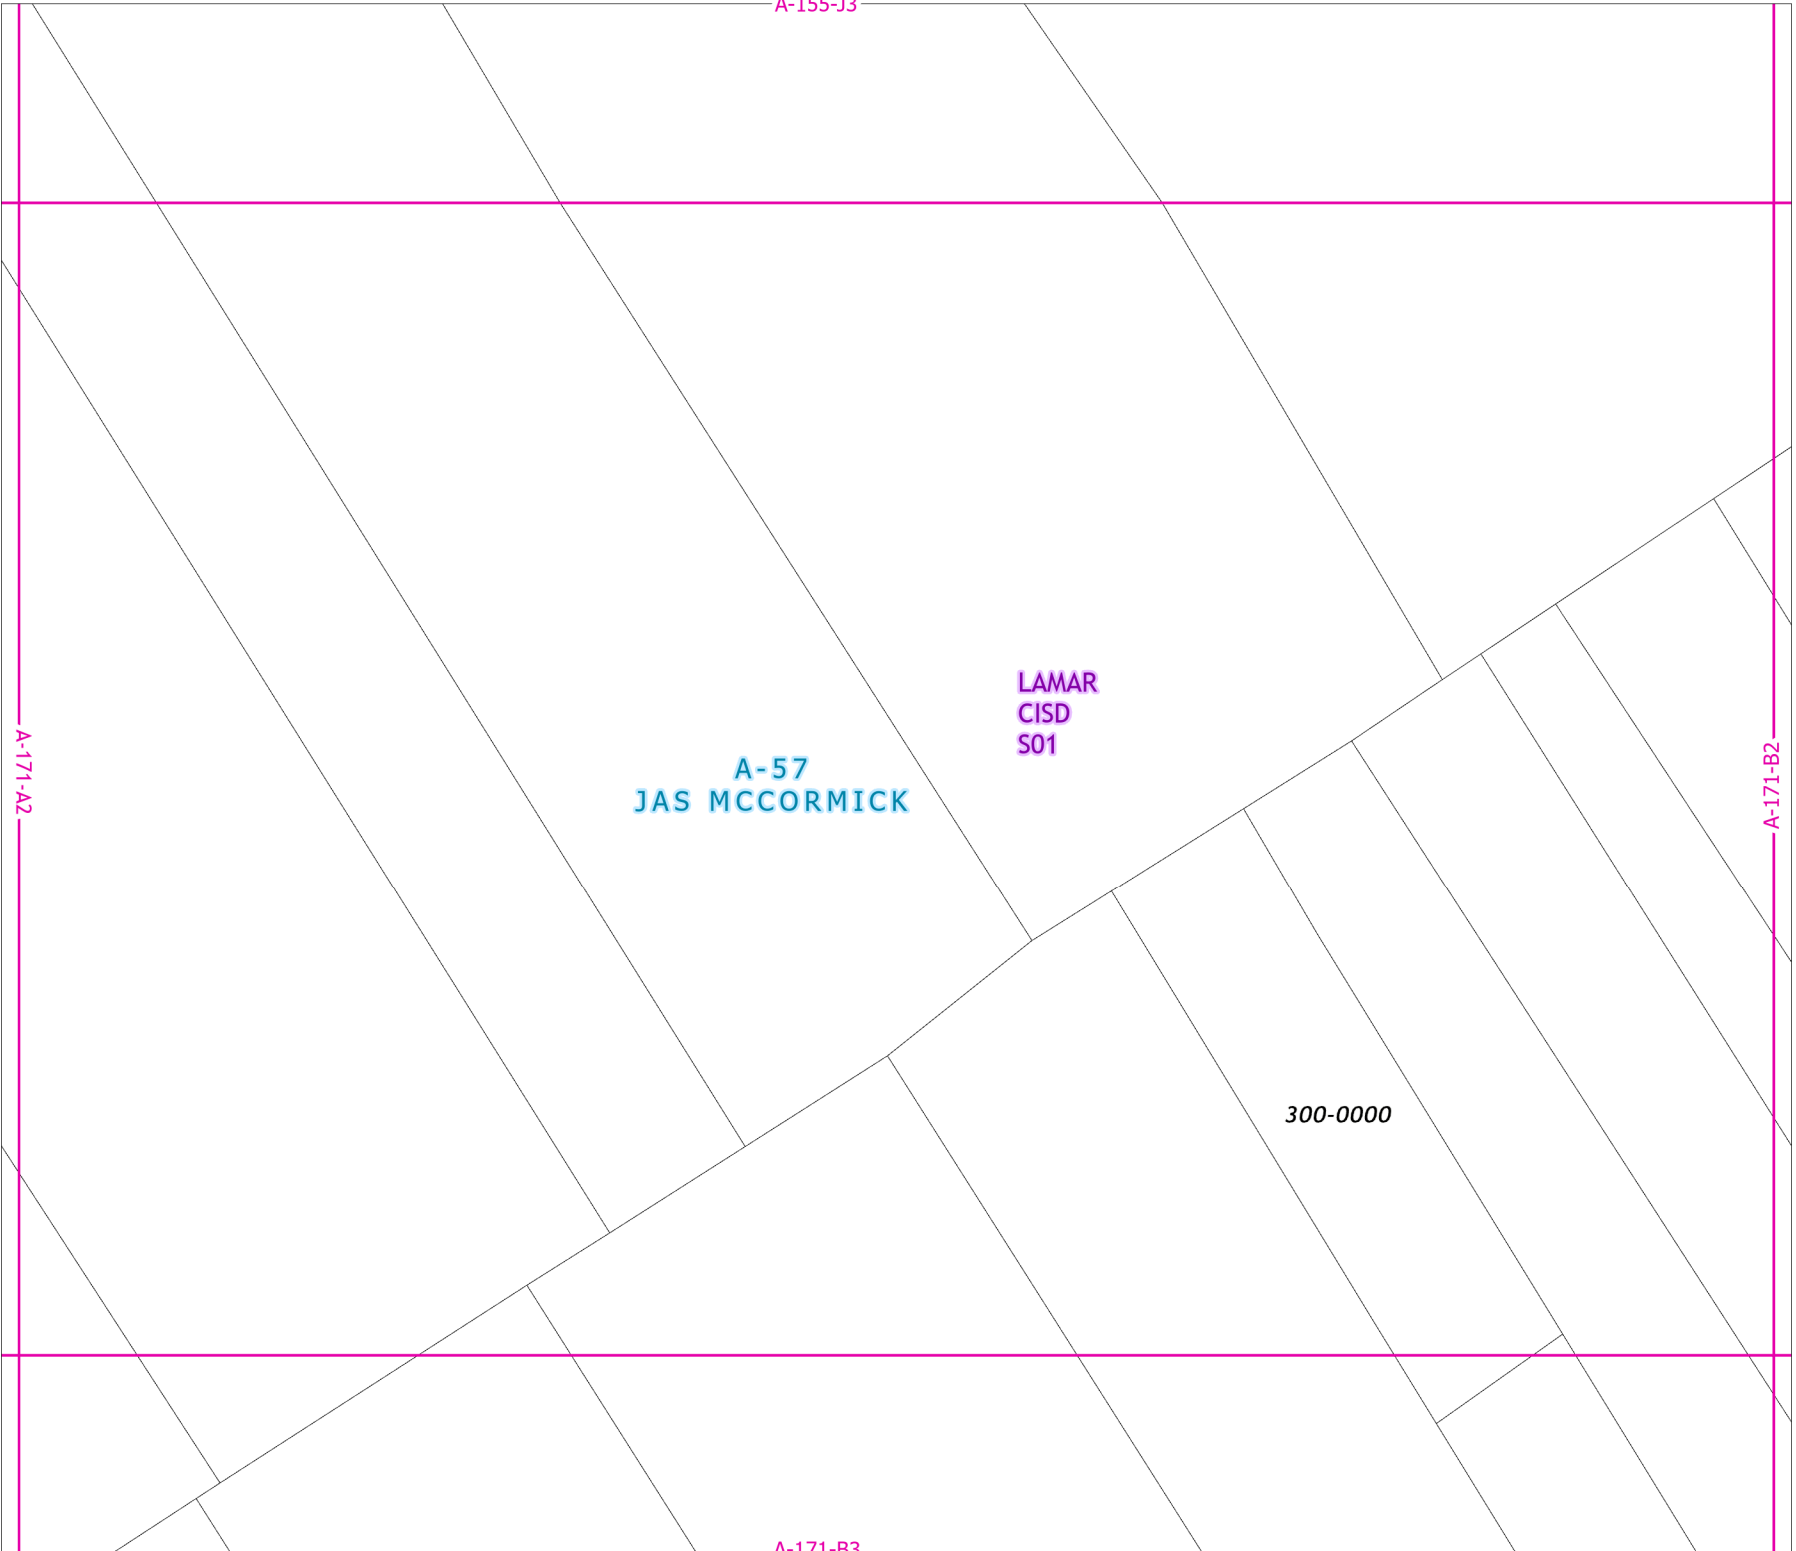 A-155-J3
LAMAR
CISD
S01
A-171-A2
A-57
JAS MCCORMICK
A-171-B2
300-0000
A-171-B3